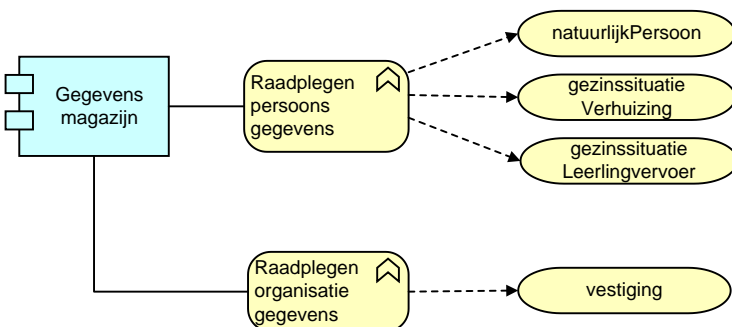 natuurlijkPersoon
Gegevens
magazijn
Raadplegen
persoons
gegevens
gezinssituatie
Verhuizing
gezinssituatie
Leerlingvervoer
Raadplegen
organisatie
gegevens
vestiging